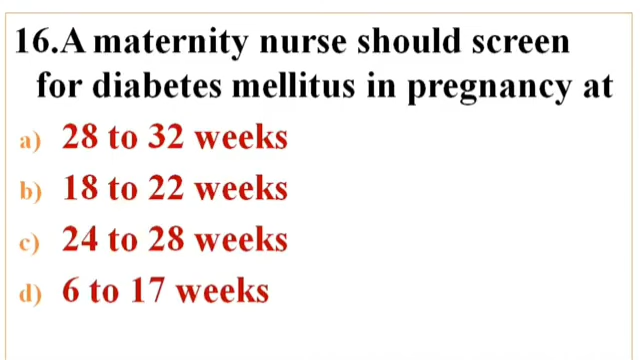 16.A maternity nurse should screen
for diabetes mellitus in pregnancy at
a) 28 to 32 weeks
b) 18 to 22 weeks
c) 24 to 28 weeks
d) 6 to 17 weeks